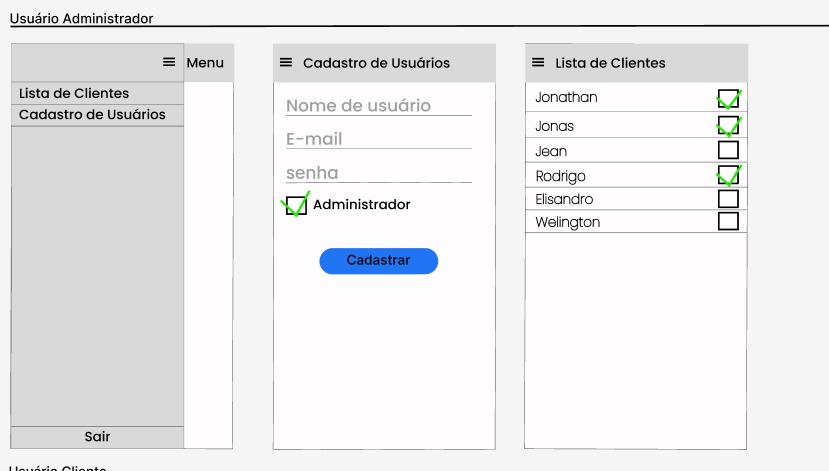 Usuário Administrador
Menu
Lista de Clientes
Cadastro de Usuários
Sair
Cadastro de Usuários
Nome de usuário
E-mail
senha
Administrador
Cadastrar
Lista de Clientes
Jonathan
Jonas
Jean
Rodrigo
Elisandro
Welington
Usuário Cliente